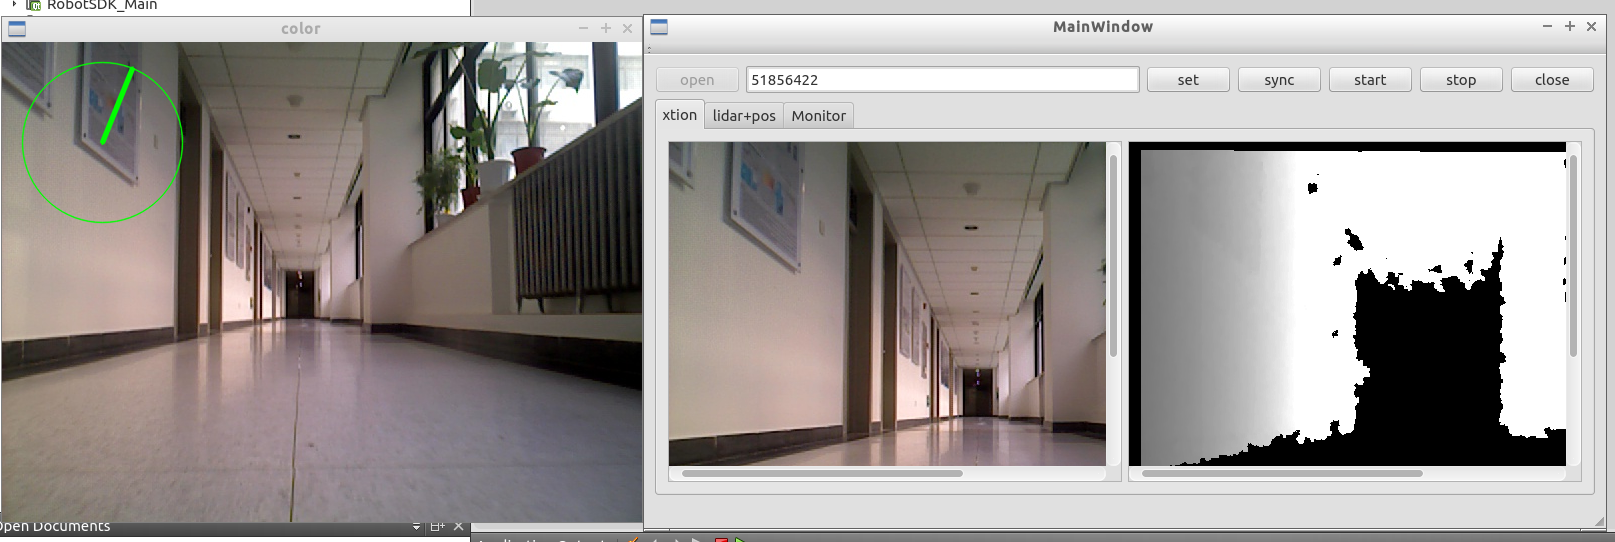 RobotSDK_Main
color
MainWindow
open
51856422
set
sync
start
stop
close
xtion
lidar+pos
Monitor
Open Documents